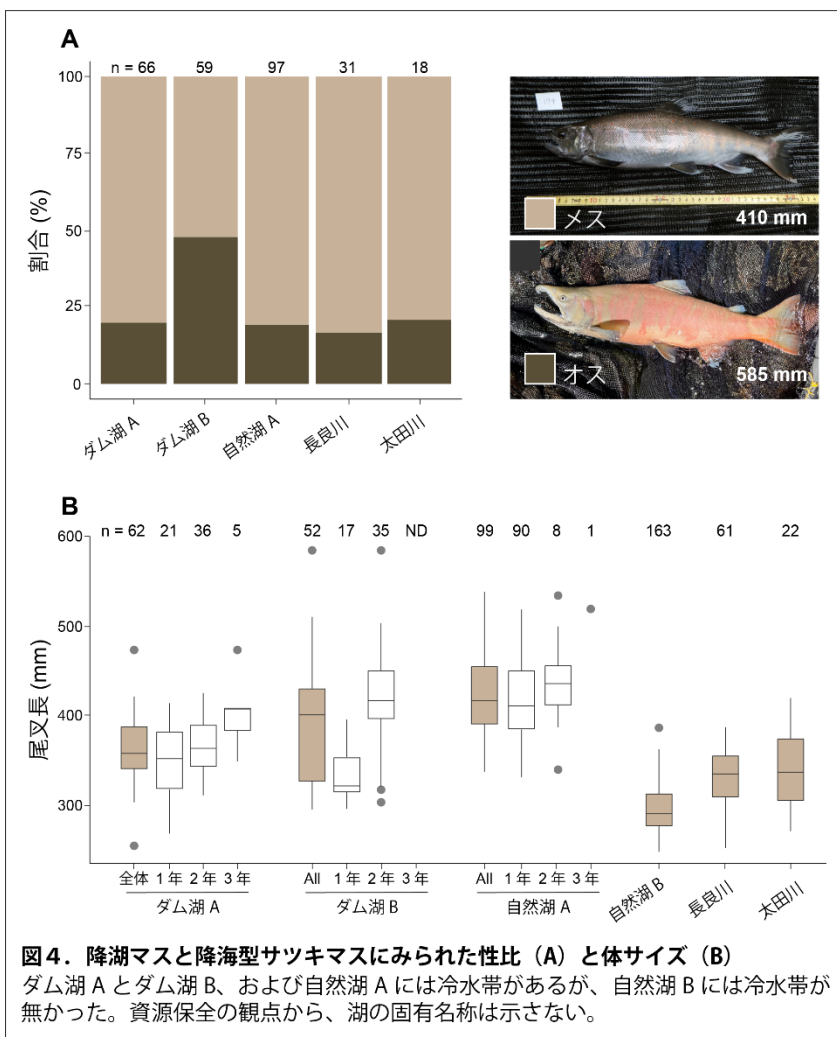 A
n = 66 59 97 31 18
100
75
50
25
0
割合 (%)
ダム湖 A
ダム湖 B
自然湖 A
長良川
太田川
メス
410 mm
オス
585 mm
B
n = 62 21 36 5 52 17 35 ND 99 90 8 1 163 61 22
600
500
400
300
尾叉長 (mm)
全体 1 年 2 年 3 年 All 1 年 2 年 3 年 All 1 年 2 年 3 年
ダム湖 A
ダム湖 B
自然湖 A
自然湖 B
長良川
太田川
図４．降湖マスと降海型サツキマスにみられた性比（A）と体サイズ（B）
ダム湖 A とダム湖 B、および自然湖 A には冷水帯があるが、自然湖 B には冷水帯が
無かった。資源保全の観点から、湖の固有名称は示さない。